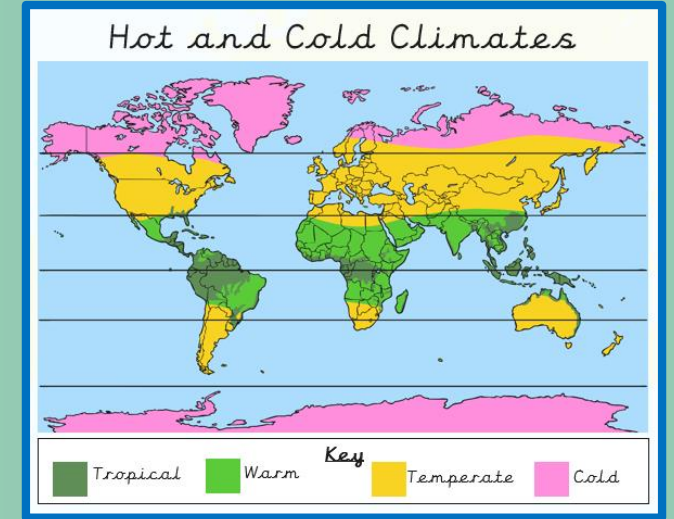 Hot and Cold Climates
Key
Tropical
Warm
Temperate
Cold